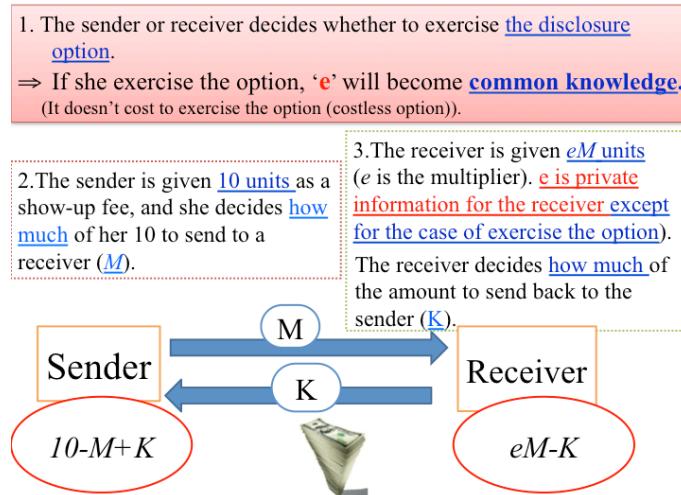 1. The sender or receiver decides whether to exercise the disclosure
option.
⇒ If she exercise the option, ‘e’ will become common knowledge.
(It doesn’t cost to exercise the option (costless option)).
2.The sender is given 10 units as a
show-up fee, and she decides how
much of her 10 to send to a
receiver (M).
3.The receiver is given eM units
(e is the multiplier). e is private
information for the receiver except
for the case of exercise the option).
The receiver decides how much of
the amount to send back to the
sender (K).
M
Sender
Receiver
K
10-M+K
eM-K